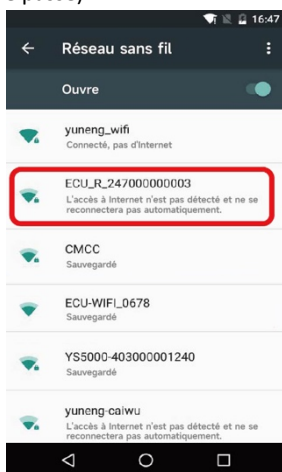 16:47
Réseau sans fil
Ouvre
yuneng_wifi
Connecté, pas d'Internet
ECU_R_247000000003
L'accès à Internet n'est pas détecté et ne se
reconnectera pas automatiquement.
CMCC
Sauvegardé
ECU-WIFI_0678
Sauvegardé
YS5000-403000001240
Sauvegardé
yuneng-caiwu
L'accès à Internet n'est pas détecté et ne se
reconnectera pas automatiquement.